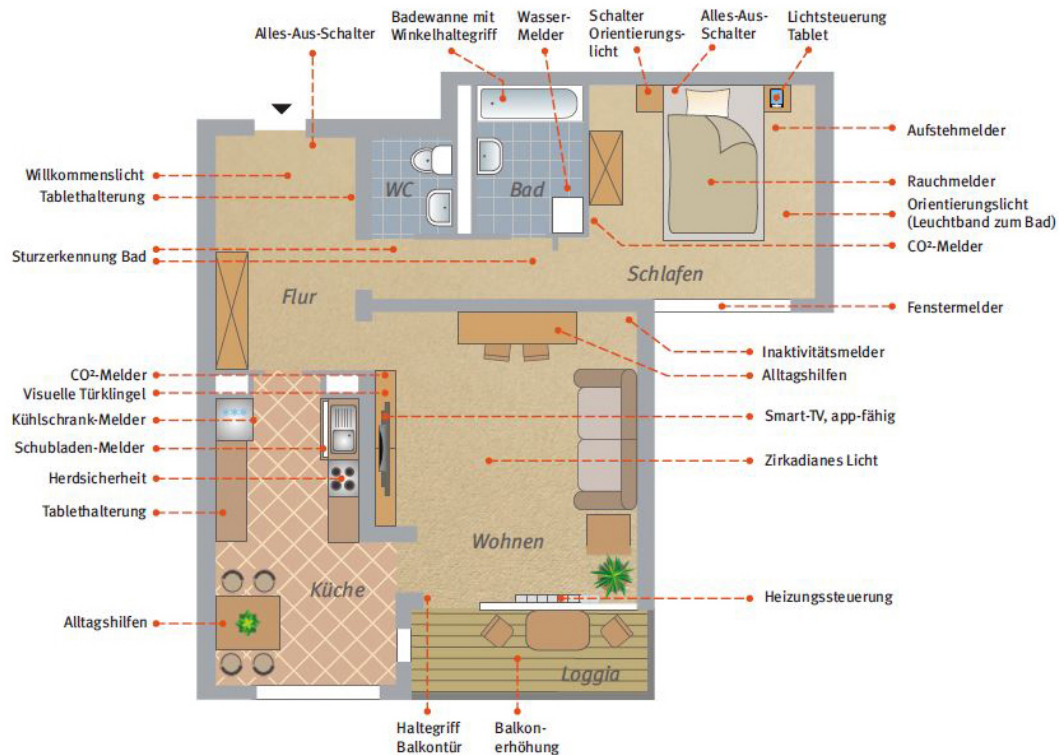 Alles-Aus-Schalter
Badewanne mit
Winkelhaltegriff
Wasser-
Melder
Schalter
Orientierungs-
licht
Alles-Aus-
Schalter
Lichtsteuerung
Tablet
Willkommenslicht
Tablethalterung
Sturzerkennung Bad
WC
Bad
Schlafen
Flur
Aufstehmelder
Rauchmelder
Orientierungslicht
(Leuchtband zum Bad)
CO²-Melder
Fenstermelder
Inaktivitätsmelder
Alltagshilfen
Smart-TV, app-fähig
Zirkadianes Licht
CO²-Melder
Visuelle Türklingel
Kühlschrank-Melder
Schubladen-Melder
Herdsicherheit
Tablethalterung
Wohnen
Küche
Alltagshilfen
Heizungssteuerung
Loggia
Haltegriff
Balkontür
Balkon-
erhöhung